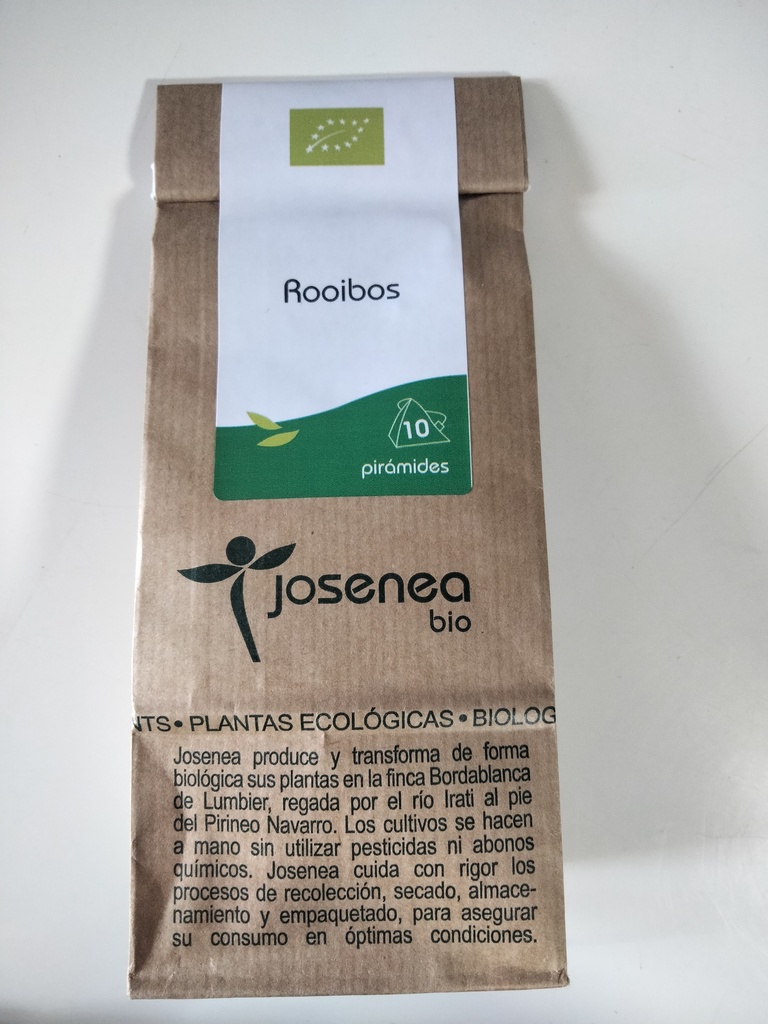 Rooibos
10
pirámides
josenea
bio
NTS • PLANTAS ECOLÓGICAS • BIOLOG
Josenea produce y transforma de forma
biológica sus plantas en la finca Bordablanca
de Lumbier, regada por el río Irati al pie
del Pirineo Navarro. Los cultivos se hacen
a mano sin utilizar pesticidas ni abonos
químicos. Josenea cuida con rigor los
procesos de recolección, secado, almace-
namiento y empaquetado, para asegurar
su consumo en óptimas condiciones.